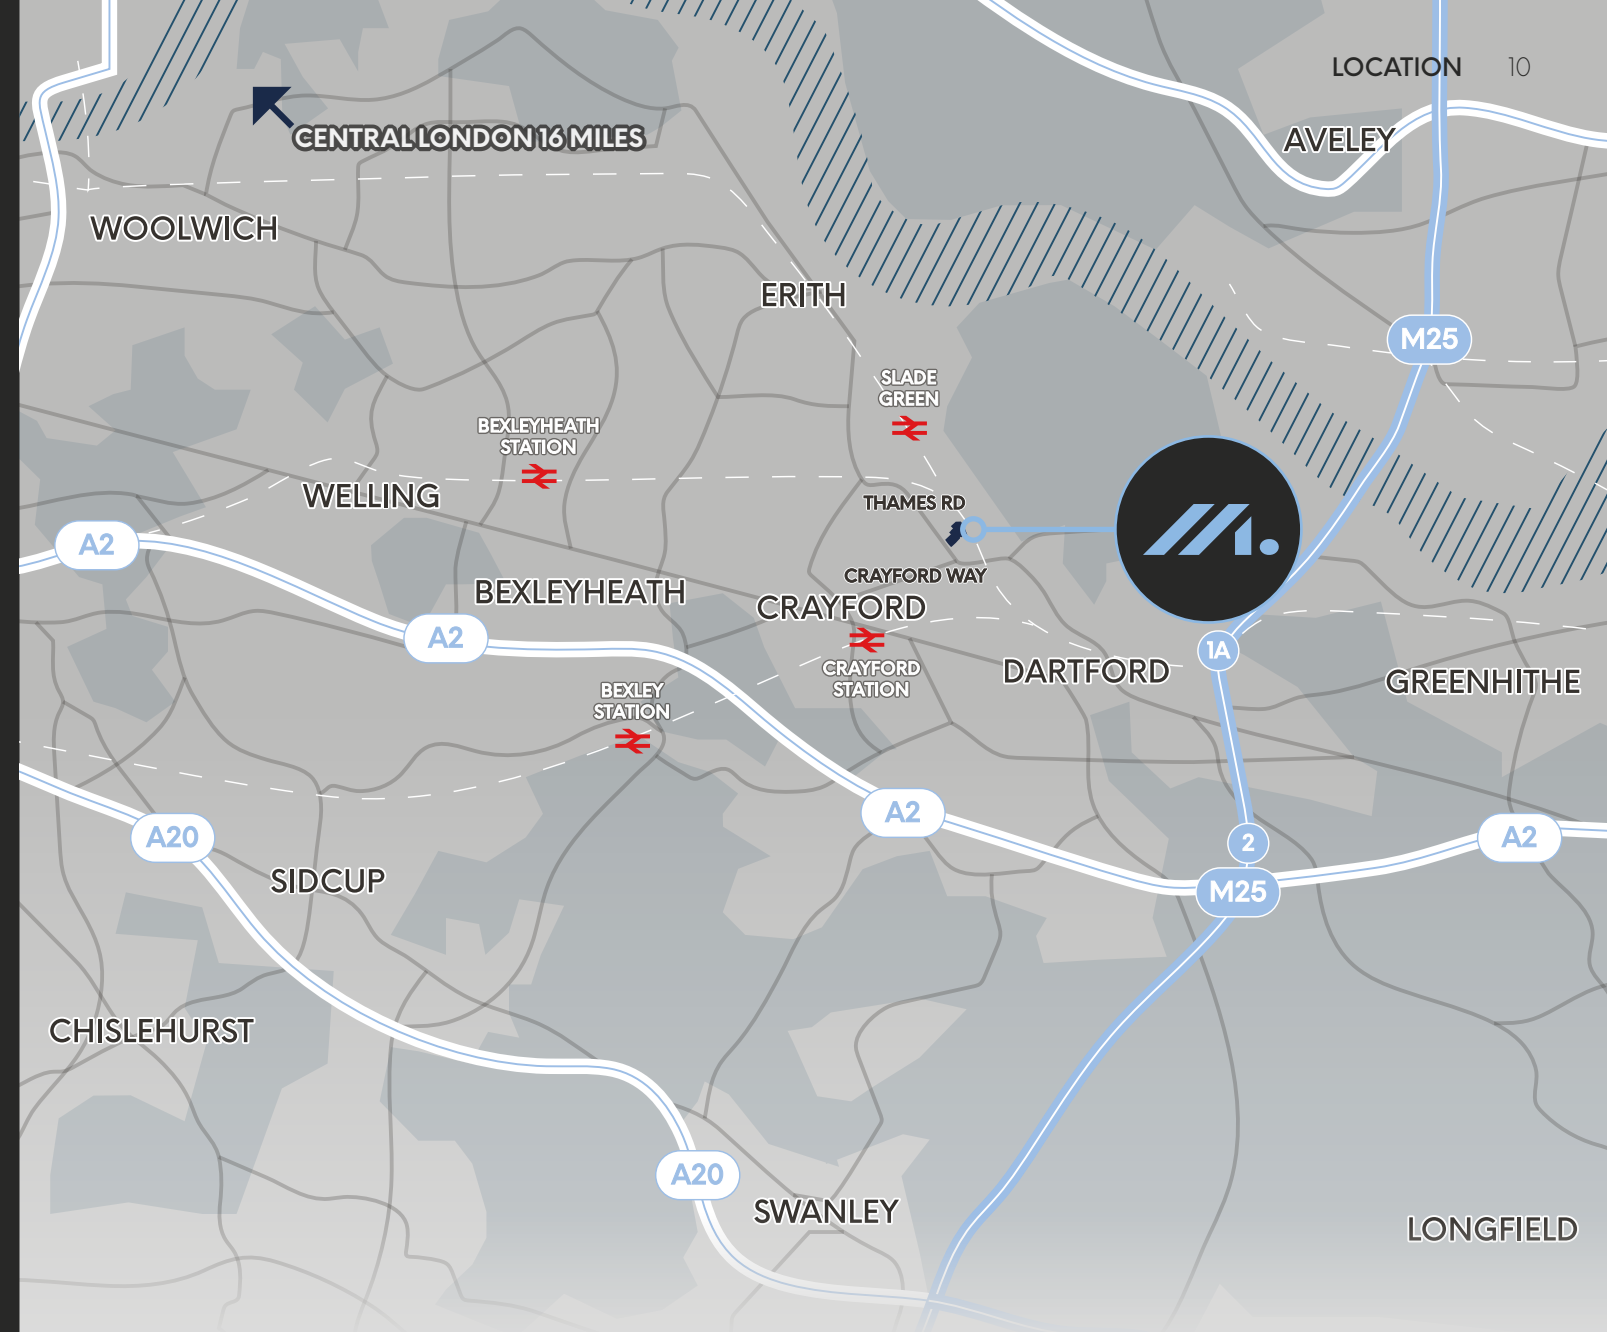 LOCATION 10
CENTRAL LONDON 16 MILES
AVELEY
WOOLWICH
ERITH
M25
SLADE
GREEN
BEXLEYHEATH
STATION
WELLING
THAMES RD
A2
CRAYFORD WAY
BEXLEYHEATH
CRAYFORD
A2
1A
CRAYFORD
STATION
DARTFORD
GREENHITHE
BEXLEY
STATION
A2
A20
2
A2
SIDCUP
M25
CHISLEHURST
A20
SWANLEY
LONGFIELD